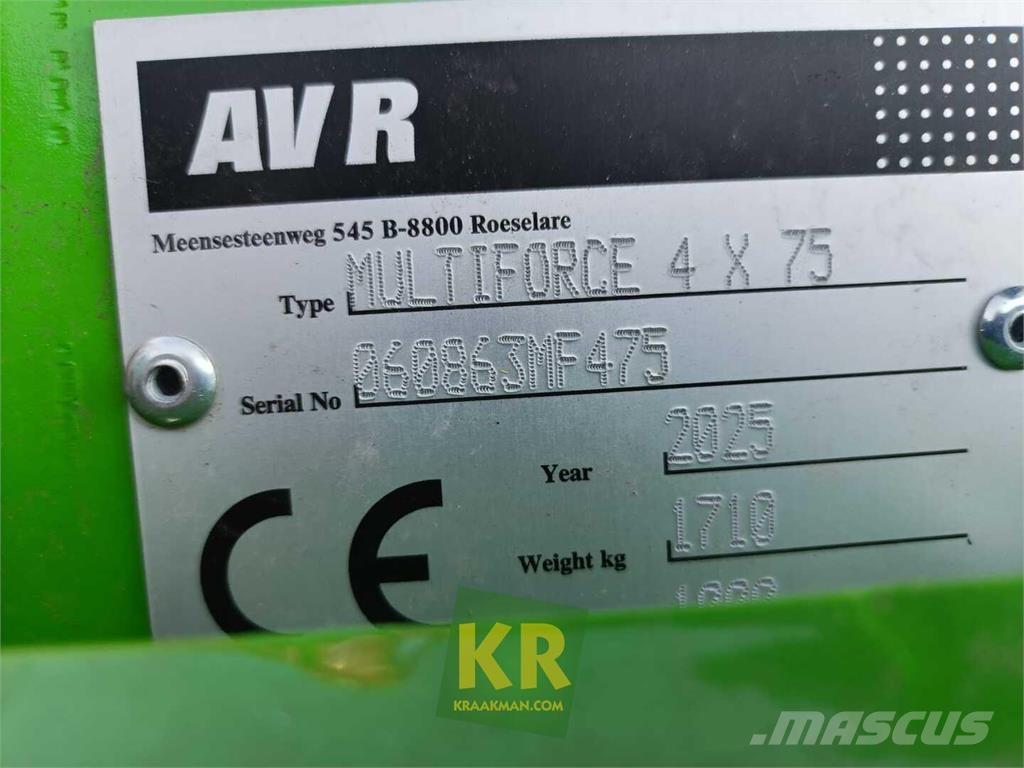 AVR
Meensesteenweg 545 B-8800 Roeselare
Type MULTIFORCE 4 X 75
Serial No 060863MF475
Year 2025
Weight kg 1710
CE
KR
KRAAKMAN.COM
MASCUS